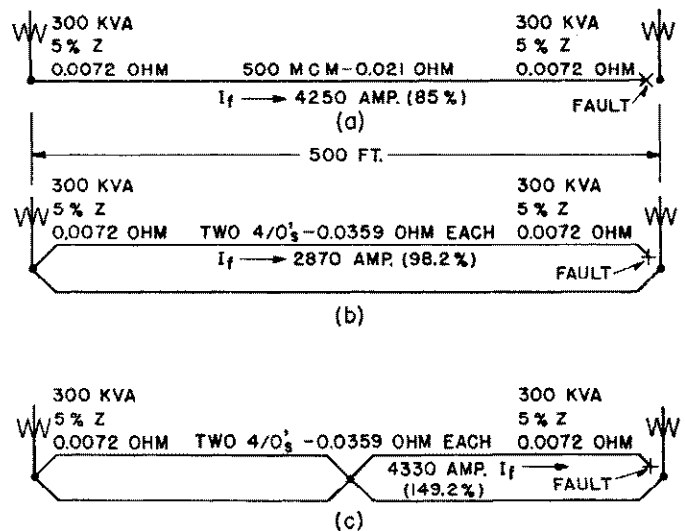 300 KVA 300 KVA
5% Z 5% Z
0.0072 OHM 500 MCM-0.021 OHM 0.0072 OHM
If 4250 AMP. (85%) FAULT
(a)
500 FT.
300 KVA 300 KVA
5% Z 5% Z
0.0072 OHM TWO 4/0's-0.0359 OHM EACH 0.0072 OHM
If 2870 AMP. (98.2%) FAULT
(b)
300 KVA 300 KVA
5% Z 5% Z
0.0072 OHM TWO 4/0's -0.0359 OHM EACH 0.0072 OHM
4330 AMP. If
(149.2%) FAULT
(c)